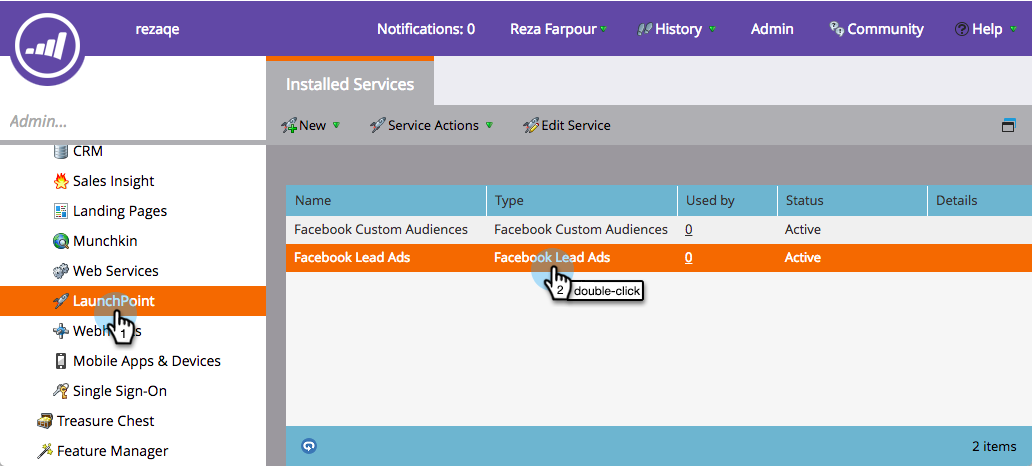 rezaqe Notifications: 0 Reza Farpour History Admin Community Help
Installed Services
Admin...
New Service Actions Edit Service
CRM
Sales Insight
Landing Pages
Munchkin
Web Services
LaunchPoint
1
Mobile Apps & Devices
Single Sign-On
Treasure Chest
Feature Manager
Name Type Used by Status Details
Facebook Custom Audiences Facebook Custom Audiences 0 Active
Facebook Lead Ads Facebook Lead Ads 0 Active
2 double-click
2 items